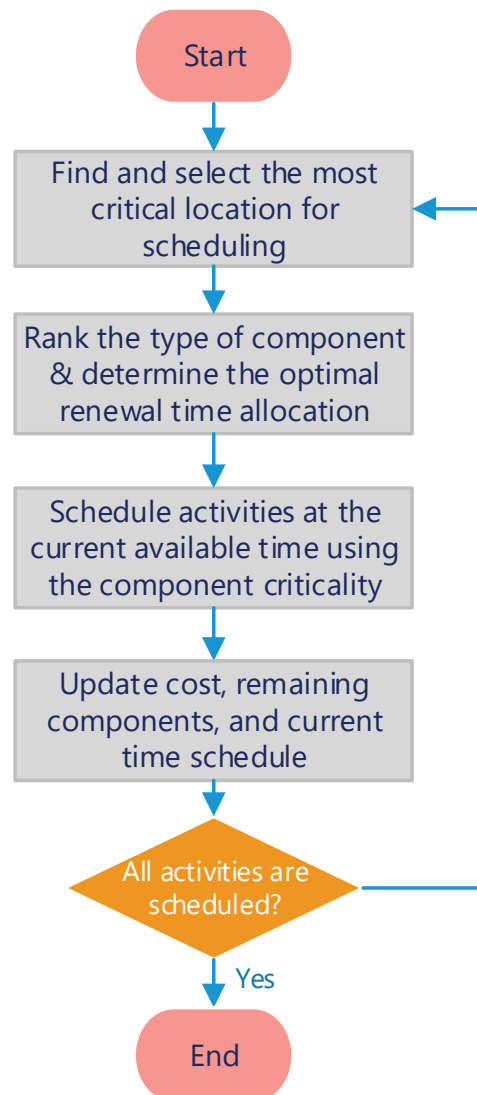 Start
Find and select the most
critical location for
scheduling
Rank the type of component
& determine the optimal
renewal time allocation
Schedule activities at the
current available time using
the component criticality
Update cost, remaining
components, and current
time schedule
All activities are
scheduled?
Yes
End